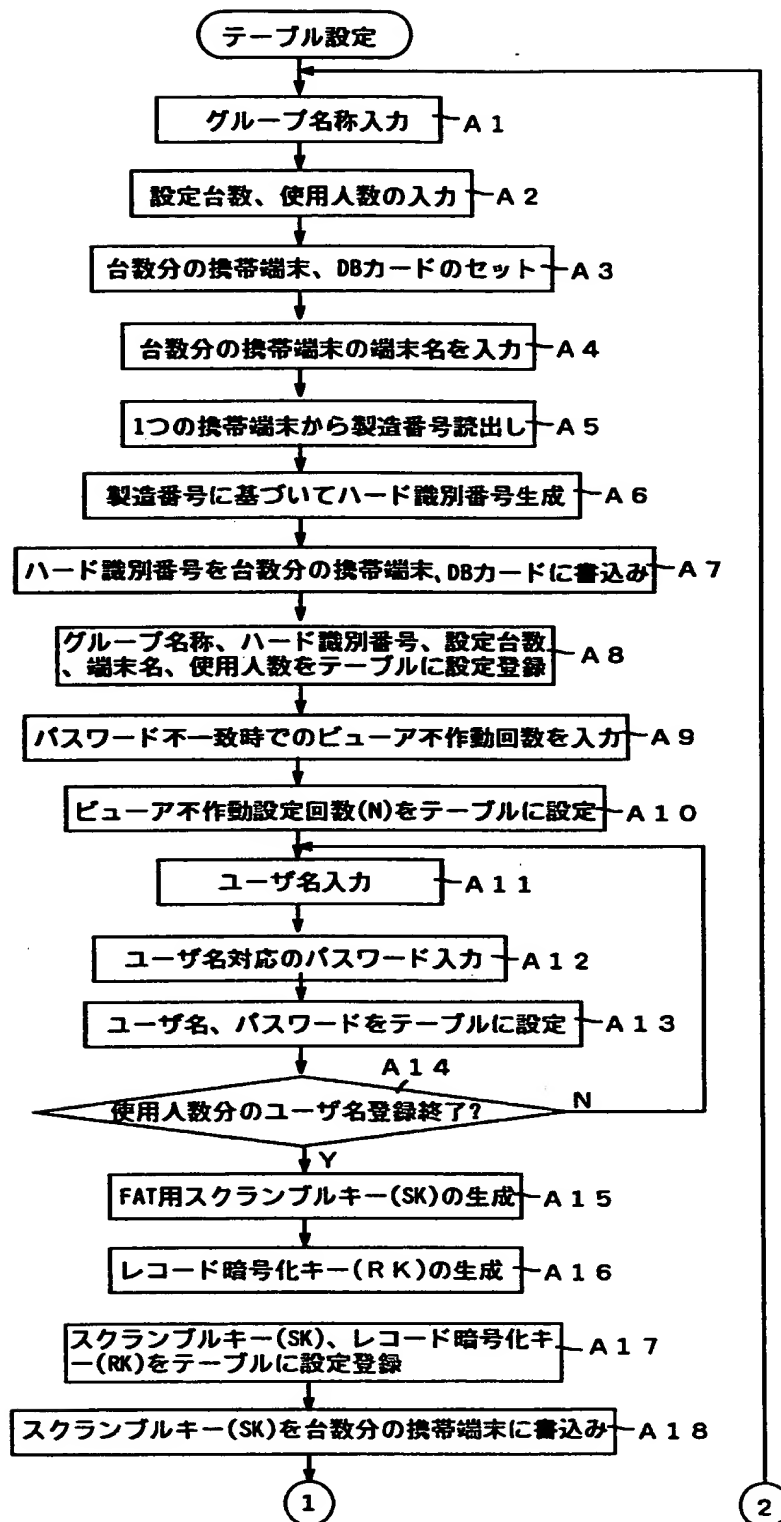 テーブル設定
グループ名称入力
A1
設定台数、使用人数の入力
A2
台数分の携帯端末、DBカードのセット
A3
台数分の携帯端末の端末名を入力
A4
1つの携帯端末から製造番号読出し
A5
製造番号に基づいてハード識別番号生成
A6
ハード識別番号を台数分の携帯端末、DBカードに書込み
A7
グループ名称、ハード識別番号、設定台数
、端末名、使用人数をテーブルに設定登録
A8
パスワード不一致時でのビューア不作動回数を入力
A9
ビューア不作動設定回数(N)をテーブルに設定
A10
ユーザ名入力
A11
ユーザ名対応のパスワード入力
A12
ユーザ名、パスワードをテーブルに設定
A13
A14
使用人数分のユーザ名登録終了?
N
Y
FAT用スクランブルキー(SK)の生成
A15
レコード暗号化キー(RK)の生成
A16
スクランブルキー(SK)、レコード暗号化キ
ー(RK)をテーブルに設定登録
A17
スクランブルキー(SK)を台数分の携帯端末に書込み
A18
1
2